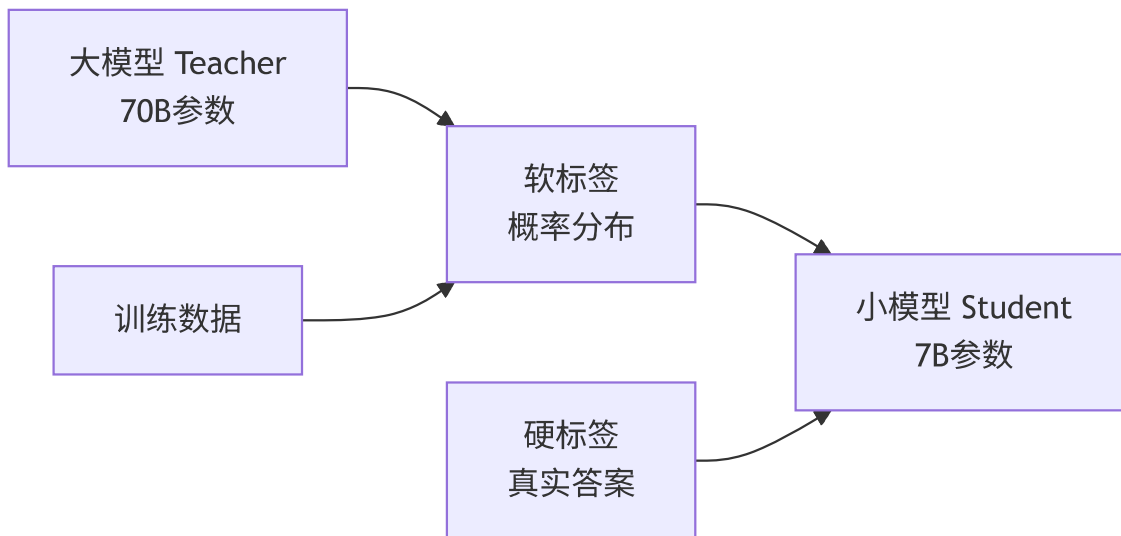 大模型 Teacher
70B参数
训练数据
软标签
概率分布
硬标签
真实答案
小模型 Student
7B参数